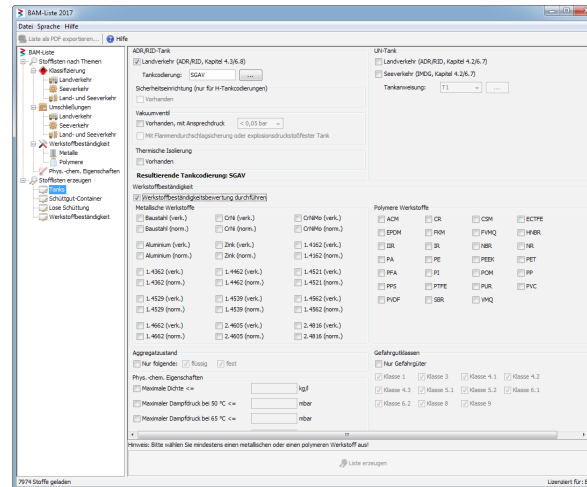 BAM-Liste 2017
Datei Sprache Hilfe
Liste als PDF exportieren... Hilfe
BAM-Liste
Stofflisten nach Themen
Klassifizierung
Landverkehr
Seeverkehr
Land- und Seeverkehr
Umschließungen
Landverkehr
Seeverkehr
Land- und Seeverkehr
Werkstoffbeständigkeit
Metalle
Polymere
Phys.-chem. Eigenschaften
Stofflisten erzeugen
Tanks
Schüttgut-Container
Lose Schüttung
Werkstoffbeständigkeit
ADR/RID-Tank
Landverkehr (ADR/RID, Kapitel 4.3/6.8)
Tankcodierung: SGAV ...
Sicherheitseinrichtung (nur für H-Tankcodierungen)
Vorhanden
Vakuumventil
Vorhanden, mit Ansprechdruck < 0,05 bar
Mit Flammendurchschlagsicherung oder explosionsdruckstoßfester Tank
Thermische Isolierung
Vorhanden
Resultierende Tankcodierung: SGAV
UN-Tank
Landverkehr (ADR/RID, Kapitel 4.2/6.7)
Seeverkehr (IMDG, Kapitel 4.2/6.7)
Tankanweisung: T1 ...
Werkstoffbeständigkeit
Werkstoffbeständigkeitsbewertung durchführen
Metallische Werkstoffe
Baustahl (verk.) CrNi (verk.) CrNiMo (verk.)
Baustahl (norm.) CrNi (norm.) CrNiMo (norm.)
Aluminium (verk.) Zink (verk.) 1.4162 (verk.)
Aluminium (norm.) Zink (norm.) 1.4162 (norm.)
1.4362 (verk.) 1.4462 (verk.) 1.4521 (verk.)
1.4362 (norm.) 1.4462 (norm.) 1.4521 (norm.)
1.4529 (verk.) 1.4539 (verk.) 1.4562 (verk.)
1.4529 (norm.) 1.4539 (norm.) 1.4562 (norm.)
1.4662 (verk.) 2.4605 (verk.) 2.4816 (verk.)
1.4662 (norm.) 2.4605 (norm.) 2.4816 (norm.)
Polymere Werkstoffe
ACM CR CSM ECTFE
EPDM FKM FVMQ HNBR
IIR IR NBR NR
PA PE PEEK PET
PFA PI POM PP
PPS PTFE PUR PVC
PVDF SBR VMQ
Aggregatzustand
Nur folgende: flüssig fest
Phys.-chem. Eigenschaften
Maximale Dichte <= kg/l
Maximaler Dampfdruck bei 50 °C <= mbar
Maximaler Dampfdruck bei 65 °C <= mbar
Gefahrgutklassen
Nur Gefahrgüter
Klasse 1 Klasse 3 Klasse 4.1 Klasse 4.2
Klasse 4.3 Klasse 5.1 Klasse 5.2 Klasse 6.1
Klasse 6.2 Klasse 8 Klasse 9
Hinweis: Bitte wählen Sie mindestens einen metallischen oder einen polymeren Werkstoff aus!
Liste erzeugen
7974 Stoffe geladen
Lizenziert für: